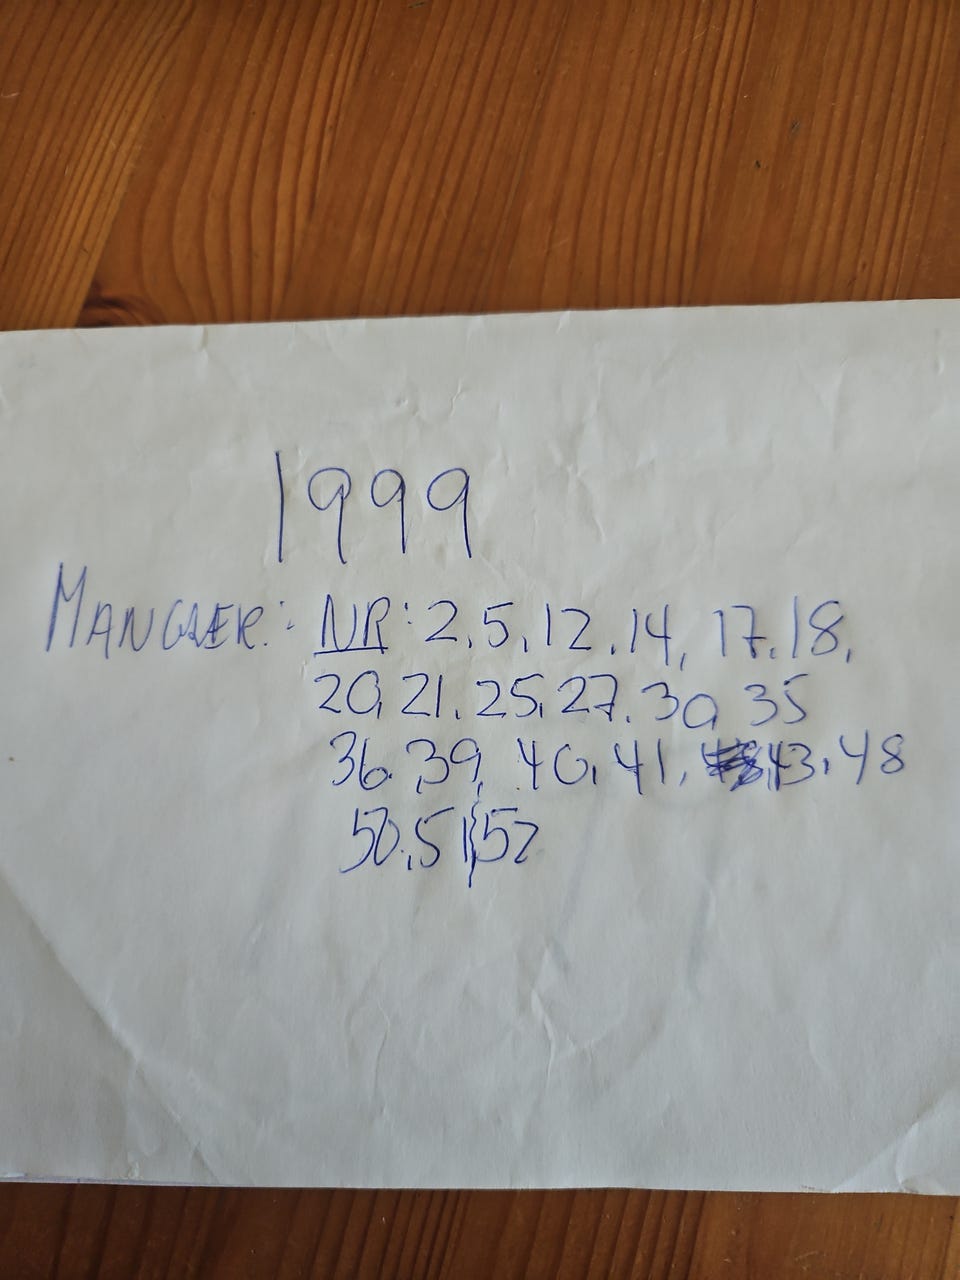 1999
MANGLER: NR: 2, 5, 12, 14, 17, 18,
20, 21, 25, 27, 30, 35
36, 39, 40, 41, 43, 48
50, 51, 52